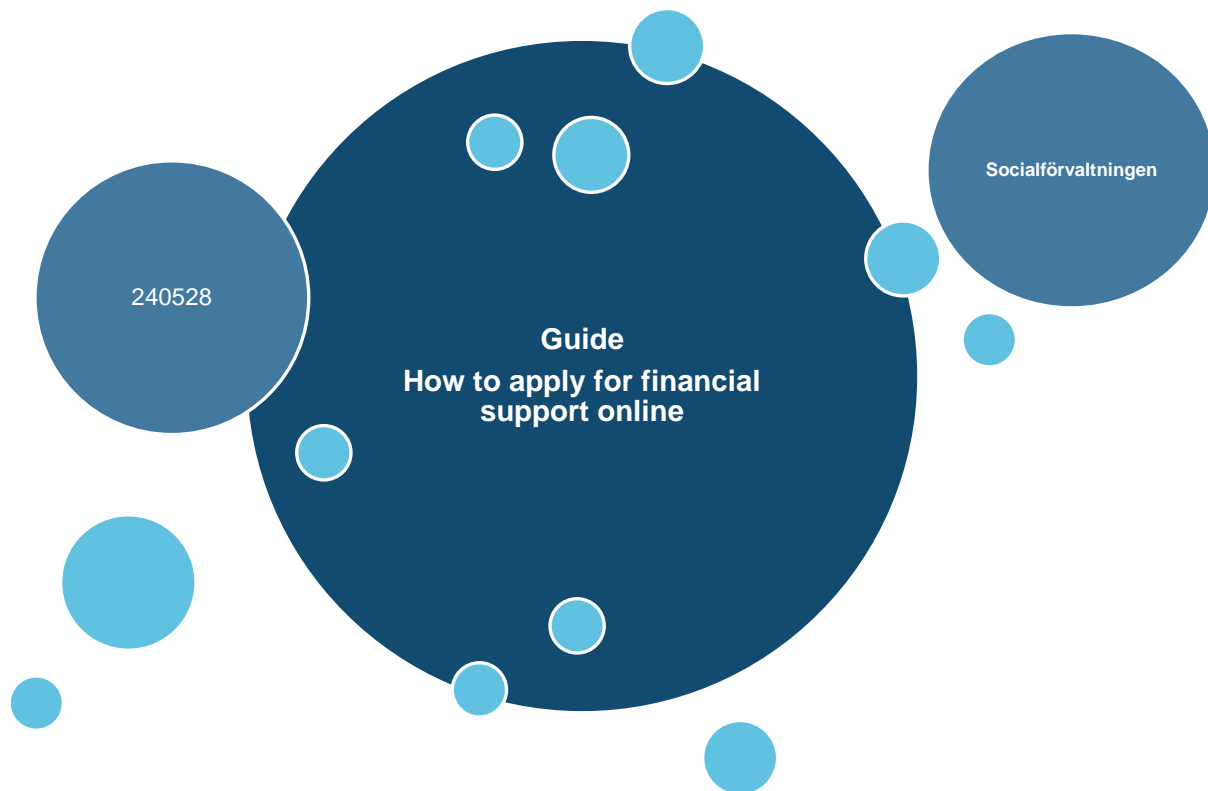 Socialförvaltningen
240528
Guide
How to apply for financial
support online